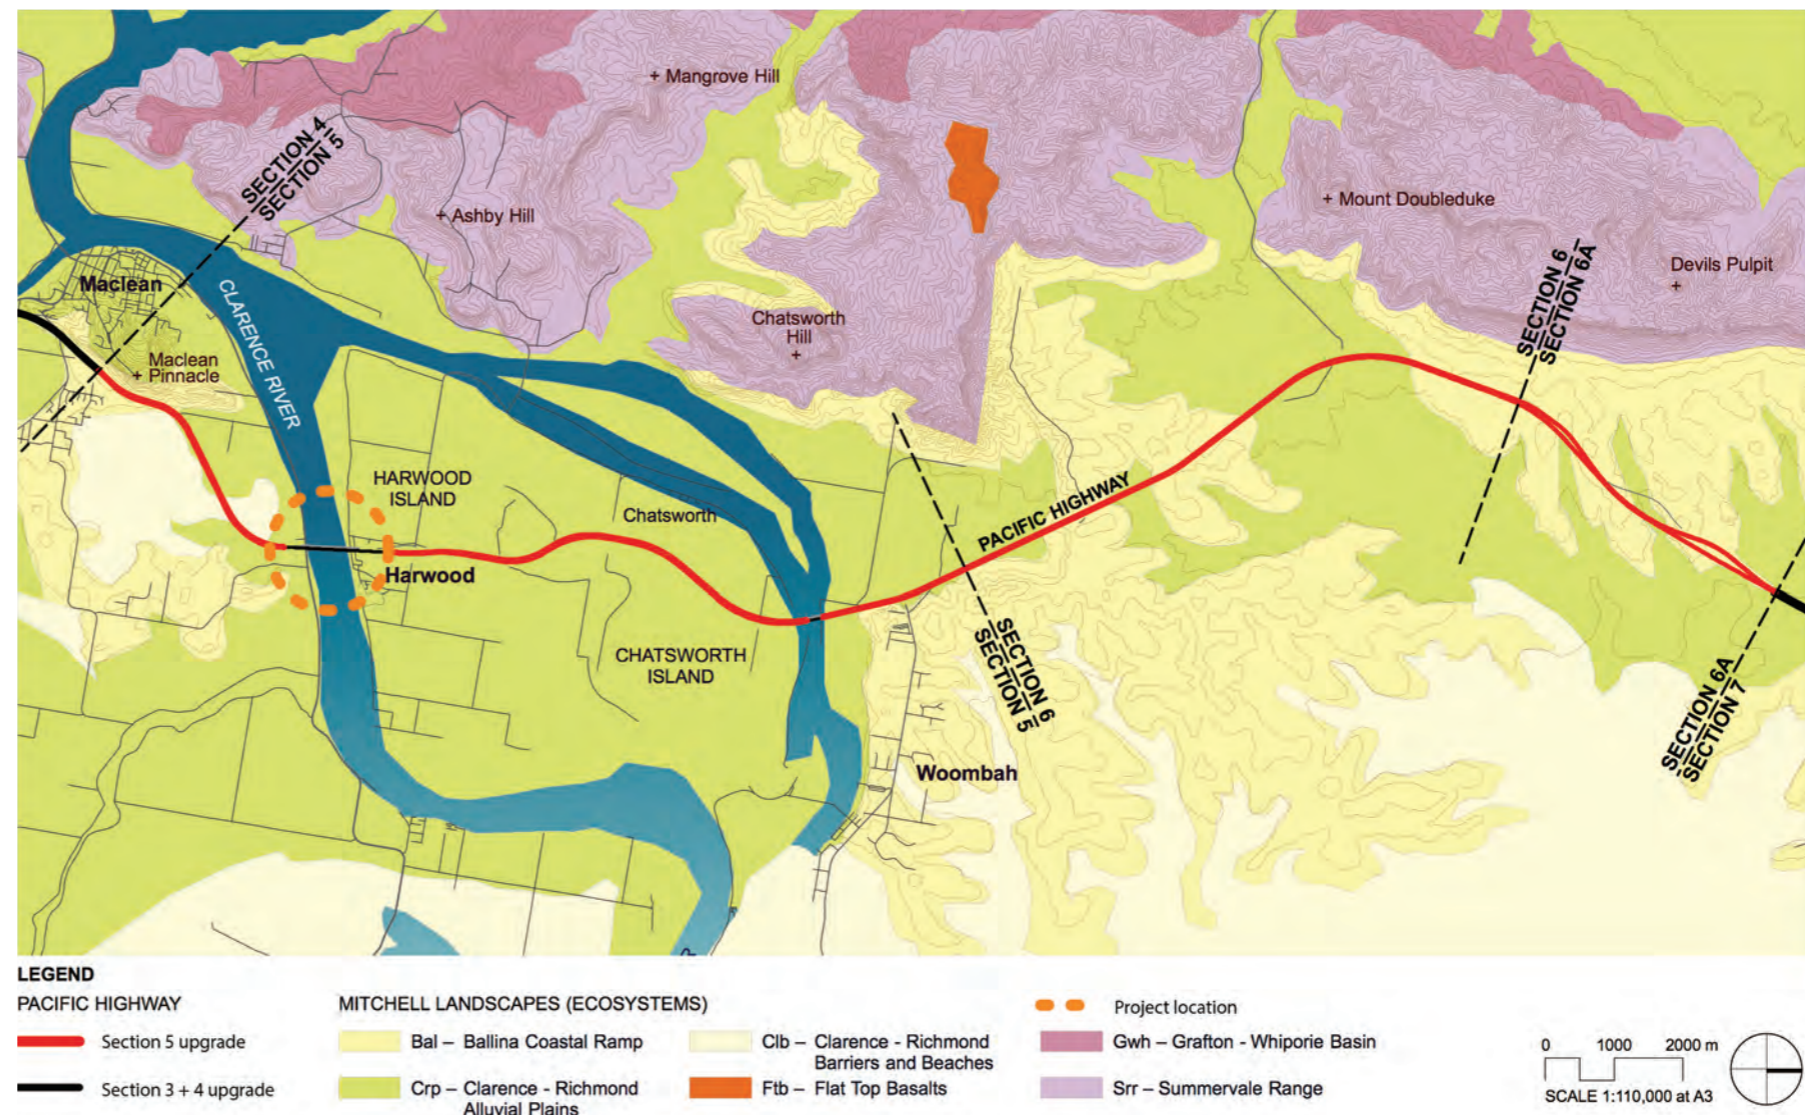 + Mangrove Hill
SECTION 4
SECTION 5
+ Ashby Hill
+ Mount Doubleduke
SECTION 6
SECTION 6A
Devils Pulpit
+
Maclean
CLARENCE RIVER
Chatsworth
Hill
+
Maclean
+ Pinnacle
HARWOOD
ISLAND
Chatsworth
PACIFIC HIGHWAY
Harwood
CHATSWORTH
ISLAND
SECTION 6
SECTION 5
SECTION 6A
SECTION 7
Woombah
LEGEND
PACIFIC HIGHWAY
Section 5 upgrade
Section 3 + 4 upgrade
MITCHELL LANDSCAPES (ECOSYSTEMS)
Bal – Ballina Coastal Ramp
Crp – Clarence - Richmond
Alluvial Plains
Clb – Clarence - Richmond
Barriers and Beaches
Ftb – Flat Top Basalts
Project location
Gwh – Grafton - Whiporie Basin
Srr – Summervale Range
0 1000 2000 m
SCALE 1:110,000 at A3